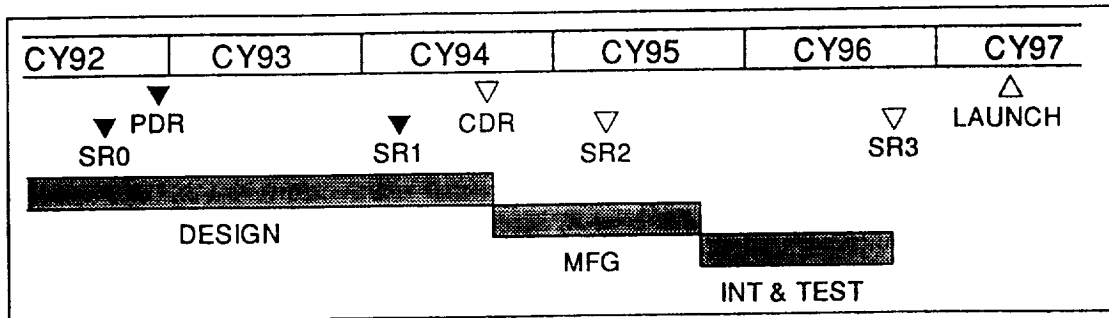 CY92 CY93 CY94 CY95 CY96 CY97
PDR CDR LAUNCH
SR0 SR1 SR2 SR3
DESIGN
MFG
INT & TEST